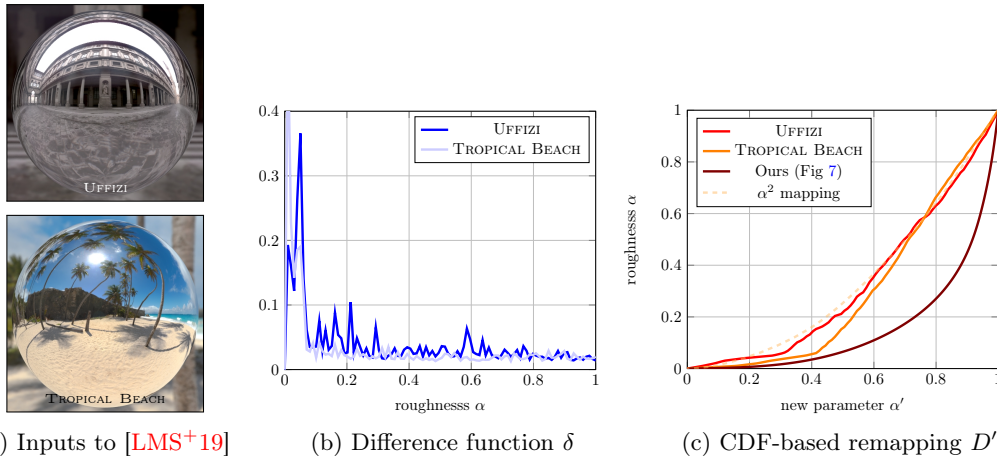 UFFIZI
TROPICAL BEACH
) Inputs to [LMS+19]
0.4
0.3
0.2
0.1
0
0 0.2 0.4 0.6 0.8 1
roughnesss α
UFFIZI
TROPICAL BEACH
(b) Difference function δ
1
0.8
0.6
0.4
0.2
0
0 0.2 0.4 0.6 0.8 1
roughnesss α
new parameter α′
UFFIZI
TROPICAL BEACH
Ours (Fig 7)
α² mapping
(c) CDF-based remapping D′